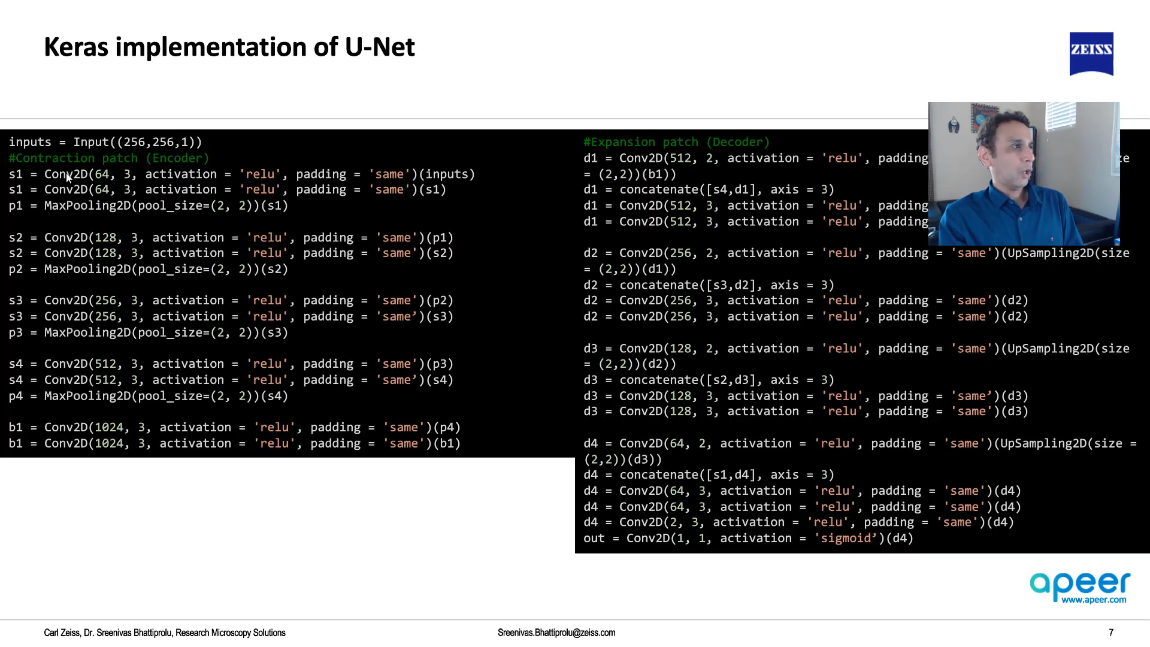 Keras implementation of U-Net
ZEISS
inputs = Input((256,256,1))
#Contraction patch (Encoder)
s1 = Conv2D(64, 3, activation = 'relu', padding = 'same')(inputs)
s1 = Conv2D(64, 3, activation = 'relu', padding = 'same')(s1)
p1 = MaxPooling2D(pool_size=(2, 2))(s1)
s2 = Conv2D(128, 3, activation = 'relu', padding = 'same')(p1)
s2 = Conv2D(128, 3, activation = 'relu', padding = 'same')(s2)
p2 = MaxPooling2D(pool_size=(2, 2))(s2)
s3 = Conv2D(256, 3, activation = 'relu', padding = 'same')(p2)
s3 = Conv2D(256, 3, activation = 'relu', padding = 'same’)(s3)
p3 = MaxPooling2D(pool_size=(2, 2))(s3)
s4 = Conv2D(512, 3, activation = 'relu', padding = 'same')(p3)
s4 = Conv2D(512, 3, activation = 'relu', padding = 'same’)(s4)
p4 = MaxPooling2D(pool_size=(2, 2))(s4)
b1 = Conv2D(1024, 3, activation = 'relu', padding = 'same')(p4)
b1 = Conv2D(1024, 3, activation = 'relu', padding = 'same')(b1)
#Expansion patch (Decoder)
d1 = Conv2D(512, 2, activation = 'relu', padding
= (2,2))(b1))
d1 = concatenate([s4,d1], axis = 3)
d1 = Conv2D(512, 3, activation = 'relu', padding
d1 = Conv2D(512, 3, activation = 'relu', padding
d2 = Conv2D(256, 2, activation = 'relu', padding = 'same')(UpSampling2D(size
= (2,2))(d1))
d2 = concatenate([s3,d2], axis = 3)
d2 = Conv2D(256, 3, activation = 'relu', padding = 'same')(d2)
d2 = Conv2D(256, 3, activation = 'relu', padding = 'same')(d2)
d3 = Conv2D(128, 2, activation = 'relu', padding = 'same')(UpSampling2D(size
= (2,2))(d2))
d3 = concatenate([s2,d3], axis = 3)
d3 = Conv2D(128, 3, activation = 'relu', padding = 'same’)(d3)
d3 = Conv2D(128, 3, activation = 'relu', padding = 'same')(d3)
d4 = Conv2D(64, 2, activation = 'relu', padding = 'same')(UpSampling2D(size =
(2,2))(d3))
d4 = concatenate([s1,d4], axis = 3)
d4 = Conv2D(64, 3, activation = 'relu', padding = 'same')(d4)
d4 = Conv2D(64, 3, activation = 'relu', padding = 'same')(d4)
d4 = Conv2D(2, 3, activation = 'relu', padding = 'same')(d4)
out = Conv2D(1, 1, activation = 'sigmoid’)(d4)
apeer
www.apeer.com
Carl Zeiss, Dr. Sreenivas Bhattiprolu, Research Microscopy Solutions
Sreenivas.Bhattiprolu@zeiss.com
7